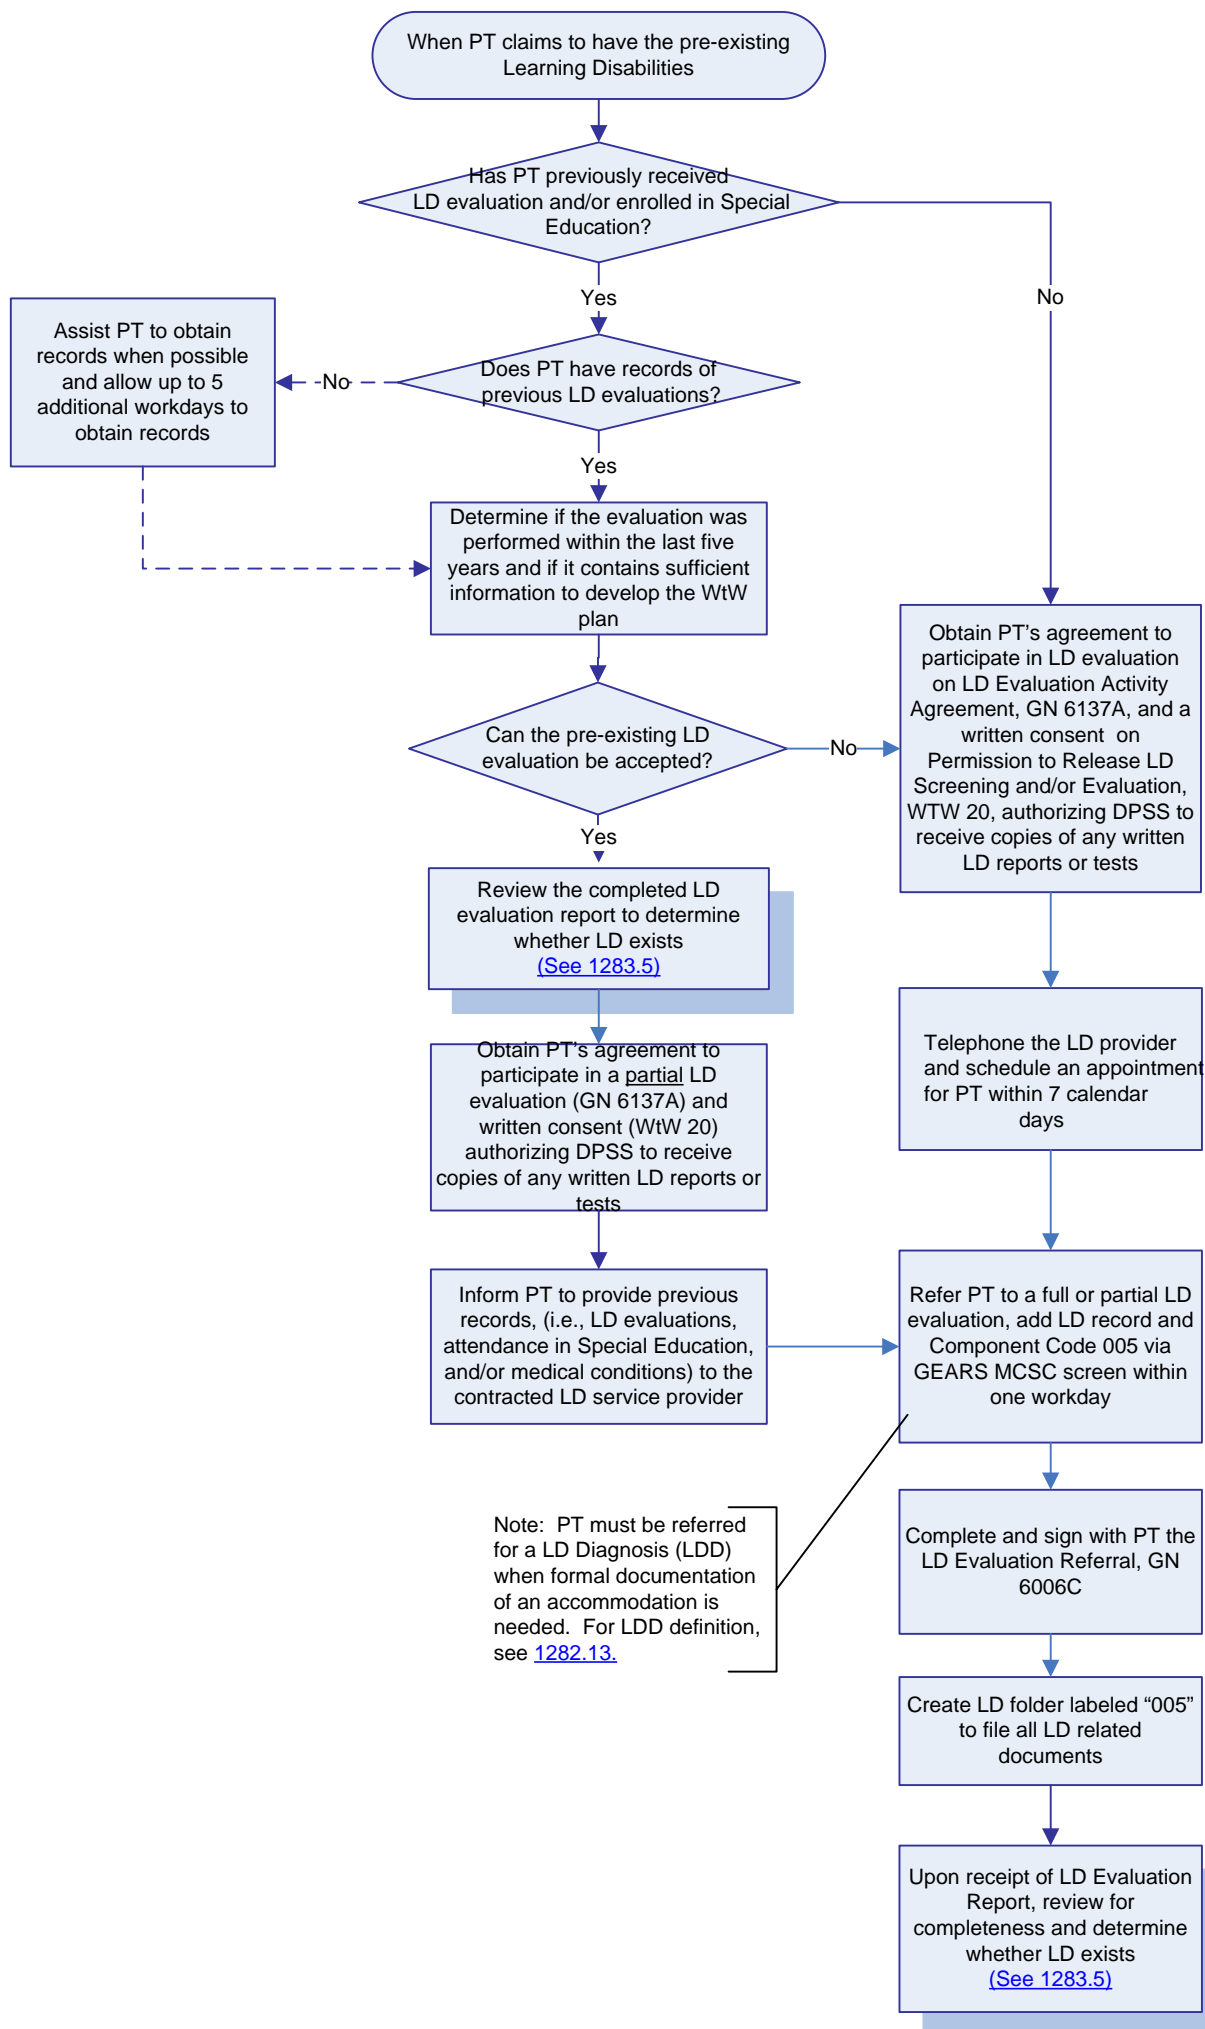 When PT claims to have the pre-existing
Learning Disabilities
Has PT previously received
LD evaluation and/or enrolled in Special
Education?
Yes
No
Does PT have records of
previous LD evaluations?
No
Assist PT to obtain
records when possible
and allow up to 5
additional workdays to
obtain records
Yes
Determine if the evaluation was
performed within the last five
years and if it contains sufficient
information to develop the WtW
plan
Can the pre-existing LD
evaluation be accepted?
No
Yes
Review the completed LD
evaluation report to determine
whether LD exists
(See 1283.5)
Obtain PT's agreement to
participate in a partial LD
evaluation (GN 6137A) and
written consent (WtW 20)
authorizing DPSS to receive
copies of any written LD reports or
tests
Inform PT to provide previous
records, (i.e., LD evaluations,
attendance in Special Education,
and/or medical conditions) to the
contracted LD service provider
Obtain PT's agreement to
participate in LD evaluation
on LD Evaluation Activity
Agreement, GN 6137A, and a
written consent on
Permission to Release LD
Screening and/or Evaluation,
WTW 20, authorizing DPSS to
receive copies of any written
LD reports or tests
Telephone the LD provider
and schedule an appointment
for PT within 7 calendar
days
Refer PT to a full or partial LD
evaluation, add LD record and
Component Code 005 via
GEARS MCSC screen within
one workday
Note: PT must be referred
for a LD Diagnosis (LDD)
when formal documentation
of an accommodation is
needed. For LDD definition,
see 1282.13.
Complete and sign with PT the
LD Evaluation Referral, GN
6006C
Create LD folder labeled “005”
to file all LD related
documents
Upon receipt of LD Evaluation
Report, review for
completeness and determine
whether LD exists
(See 1283.5)